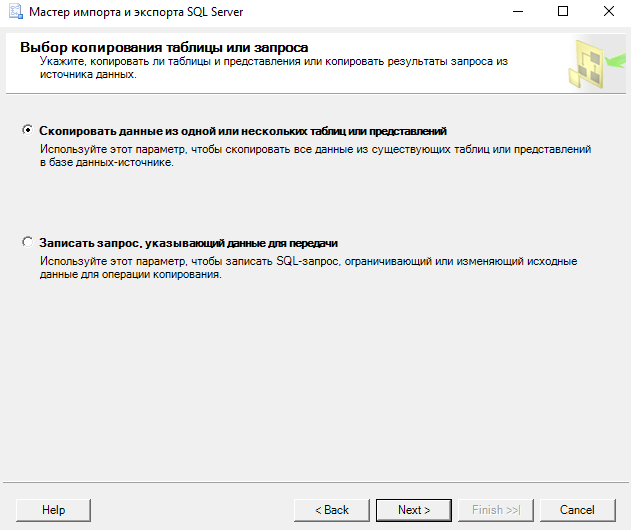 Мастер импорта и экспорта SQL Server
Выбор копирования таблицы или запроса
Укажите, копировать ли таблицы и представления или копировать результаты запроса из
источника данных.
Скопировать данные из одной или нескольких таблиц или представлений
Используйте этот параметр, чтобы скопировать все данные из существующих таблиц или представлений
в базе данных-источнике.
Записать запрос, указывающий данные для передачи
Используйте этот параметр, чтобы записать SQL-запрос, ограничивающий или изменяющий исходные
данные для операции копирования.
Help
< Back
Next >
Finish >>|
Cancel